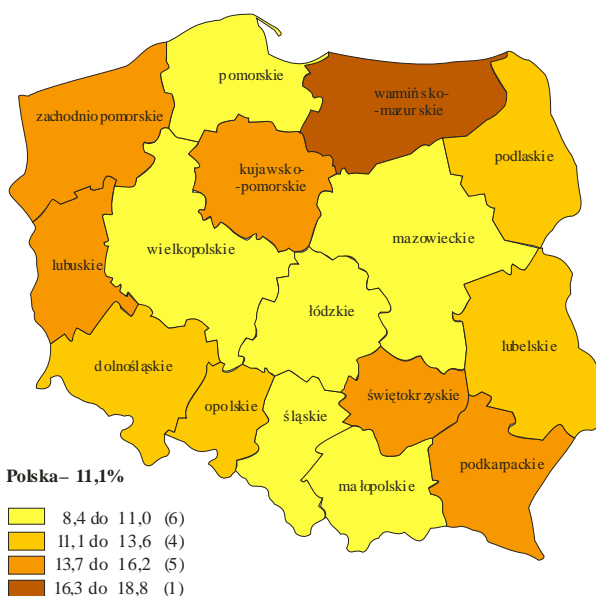 pomorskie
warmińsko-
-mazurskie
zachodniopomorskie
podlaskie
kujawsko-
-pomorskie
mazowieckie
wielkopolskie
lubuskie
łódzkie
lubelskie
dolnośląskie
opolskie
świętokrzyskie
śląskie
podkarpackie
małopolskie
Polska – 11,1%
8,4 do 11,0 (6)
11,1 do 13,6 (4)
13,7 do 16,2 (5)
16,3 do 18,8 (1)